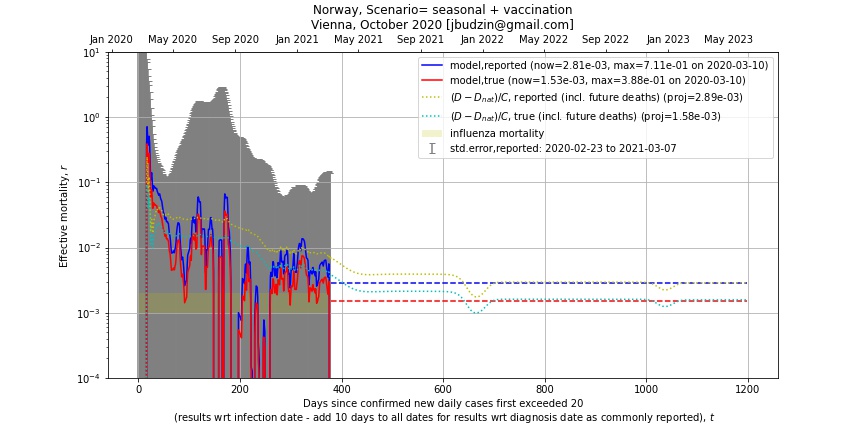 Norway, Scenario= seasonal + vaccination
Vienna, October 2020 [jbudzin@gmail.com]
Jan 2020 May 2020 Sep 2020 Jan 2021 May 2021 Sep 2021 Jan 2022 May 2022 Sep 2022 Jan 2023 May 2023
model,reported (now=2.81e-03, max=7.11e-01 on 2020-03-10)
model,true (now=1.53e-03, max=3.88e-01 on 2020-03-10)
(D − D_nat)/C, reported (incl. future deaths) (proj=2.89e-03)
(D − D_nat)/C, true (incl. future deaths) (proj=1.58e-03)
influenza mortality
std.error,reported: 2020-02-23 to 2021-03-07
Effective mortality, r
10^1
10^0
10^−1
10^−2
10^−3
10^−4
0 200 400 600 800 1000 1200
Days since confirmed new daily cases first exceeded 20
(results wrt infection date - add 10 days to all dates for results wrt diagnosis date as commonly reported), t